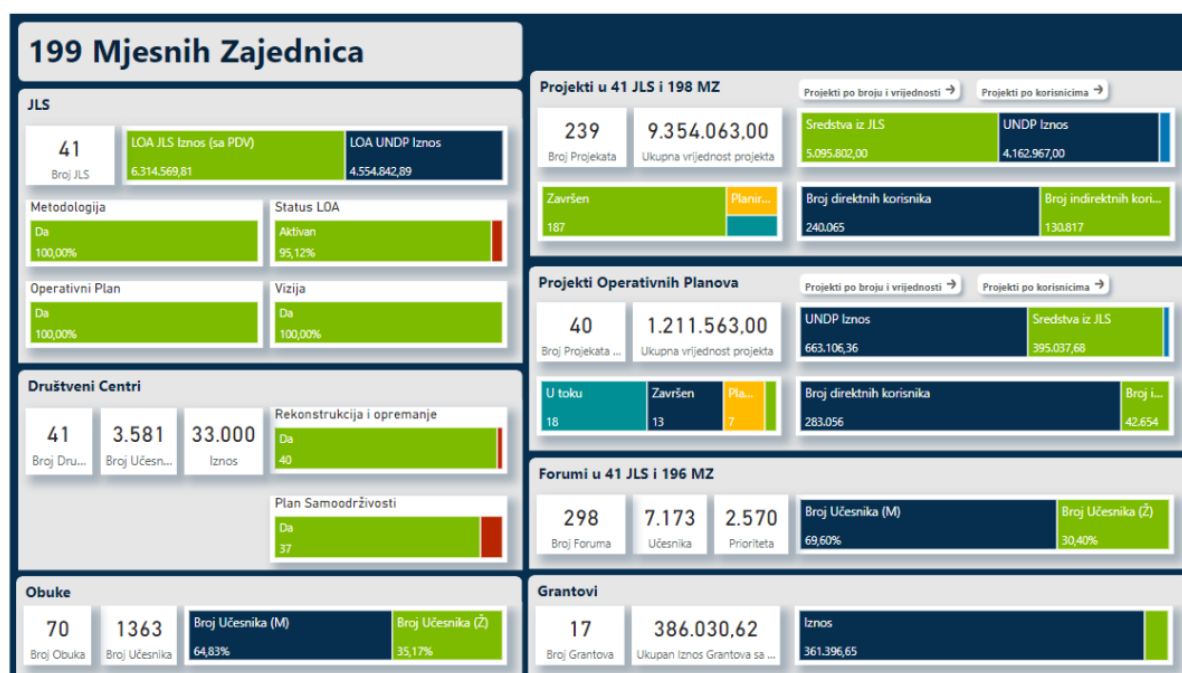 199 Mjesnih Zajednica
JLS
41
Broj JLS
LOA JLS Iznos (sa PDV)
6.314.569,81
LOA UNDP Iznos
4.554.842,89
Metodologija
Da
100,00%
Status LOA
Aktivan
95,12%
Operativni Plan
Da
100,00%
Vizija
Da
100,00%
Društveni Centri
41
Broj Dru...
3.581
Broj Učesn...
33.000
Iznos
Rekonstrukcija i opremanje
Da
40
Plan Samoodrživosti
Da
37
Obuke
70
Broj Obuka
1363
Broj Učesnika
Broj Učesnika (M)
64,83%
Broj Učesnika (Ž)
35,17%
Projekti u 41 JLS i 198 MZ
Projekti po broju i vrijednosti →
Projekti po korisnicima →
239
Broj Projekata
9.354.063,00
Ukupna vrijednost projekta
Sredstva iz JLS
5.095.802,00
UNDP Iznos
4.162.967,00
Završen
187
Planir...
Broj direktnih korisnika
240.065
Broj indirektnih kori...
130.817
Projekti Operativnih Planova
Projekti po broju i vrijednosti →
Projekti po korisnicima →
40
Broj Projekata ...
1.211.563,00
Ukupna vrijednost projekta
UNDP Iznos
663.106,36
Sredstva iz JLS
395.037,68
U toku
18
Završen
13
Pla...
7
Broj direktnih korisnika
283.056
Broj i...
42.654
Forumi u 41 JLS i 196 MZ
298
Broj Foruma
7.173
Učesnika
2.570
Prioriteta
Broj Učesnika (M)
69,60%
Broj Učesnika (Ž)
30,40%
Grantovi
17
Broj Grantova
386.030,62
Ukupan Iznos Grantova sa ...
Iznos
361.396,65